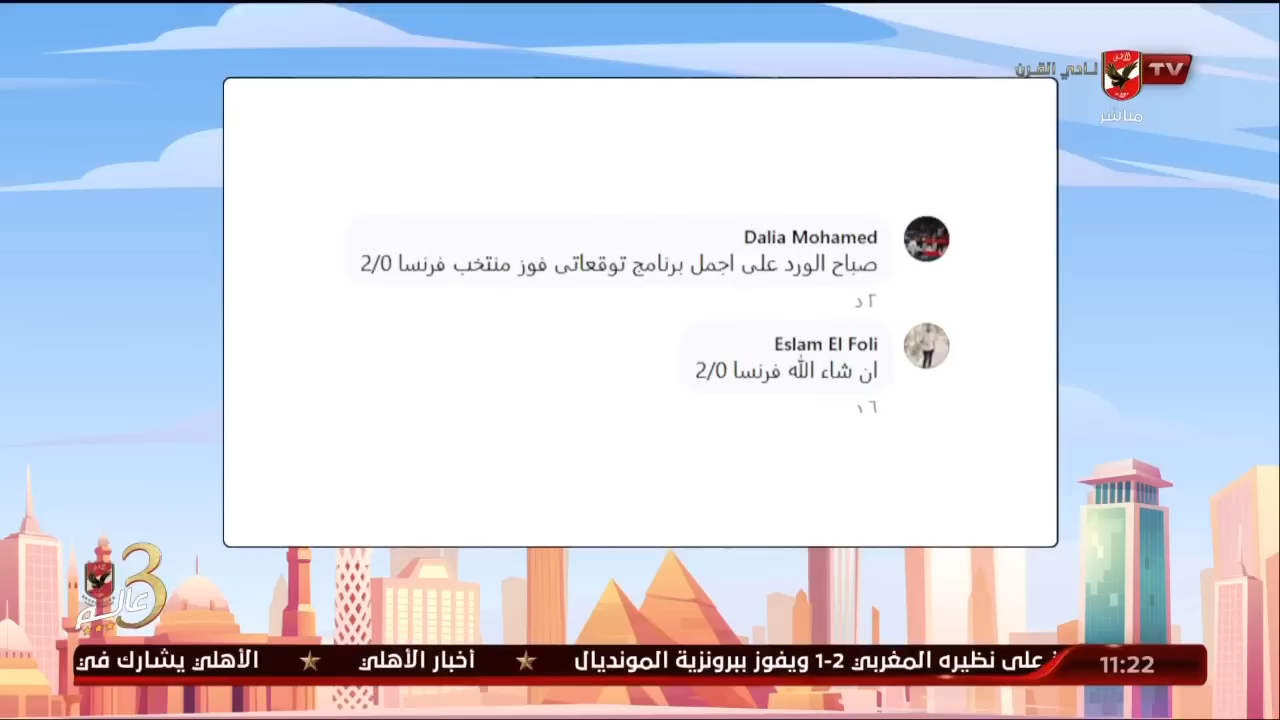 نادي القرن
TV
مباشر
Dalia Mohamed
صباح الورد على اجمل برنامج توقعاتى فوز منتخب فرنسا 2/0
٢ د
Eslam El Foli
ان شاء الله فرنسا 2/0
٦ د
3
عالم
11:22
على نظيره المغربي 2-1 ويفوز ببرونزية المونديال ★ أخبار الأهلي ★ الأهلي يشارك في